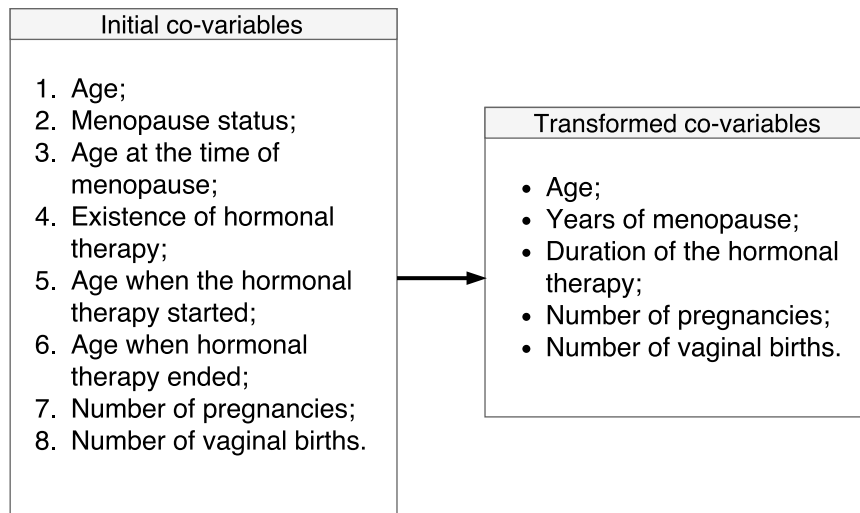 Initial co-variables
1. Age;
2. Menopause status;
3. Age at the time of
menopause;
4. Existence of hormonal
therapy;
5. Age when the hormonal
therapy started;
6. Age when hormonal
therapy ended;
7. Number of pregnancies;
8. Number of vaginal births.
Transformed co-variables
• Age;
• Years of menopause;
• Duration of the hormonal
therapy;
• Number of pregnancies;
• Number of vaginal births.